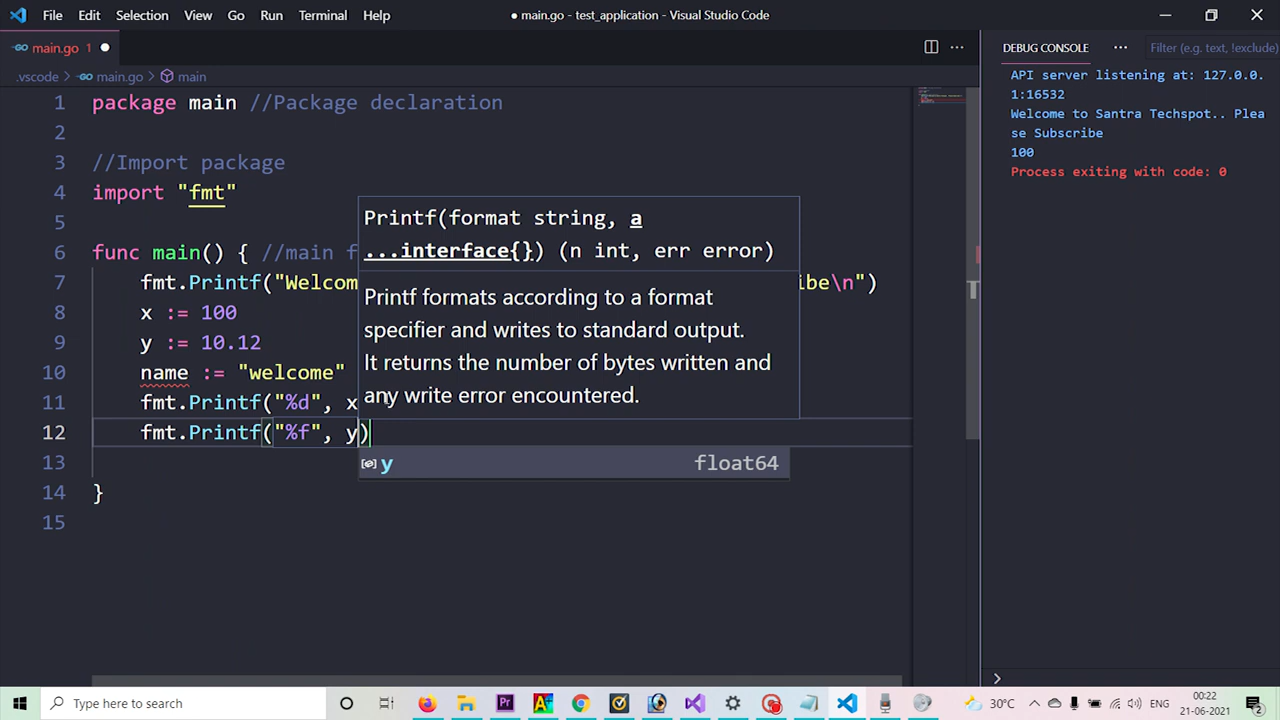 File Edit Selection View Go Run Terminal Help
● main.go - test_application - Visual Studio Code
main.go 1 ●
.vscode > main.go > main
1 package main //Package declaration
2
3 //Import package
4 import "fmt"
5
6 func main() { //main f
7 fmt.Printf("Welcom ibe\n")
8 x := 100
9 y := 10.12
10 name := "welcome"
11 fmt.Printf("%d", x
12 fmt.Printf("%f", y)
13
14 }
15
Printf(format string, a
...interface{}) (n int, err error)
Printf formats according to a format
specifier and writes to standard output.
It returns the number of bytes written and
any write error encountered.
y float64
DEBUG CONSOLE ··· Filter (e.g. text, !exclude)
API server listening at: 127.0.0.
1:16532
Welcome to Santra Techspot.. Plea
se Subscribe
100
Process exiting with code: 0
Type here to search
30°C ENG
00:22
21-06-2021
2